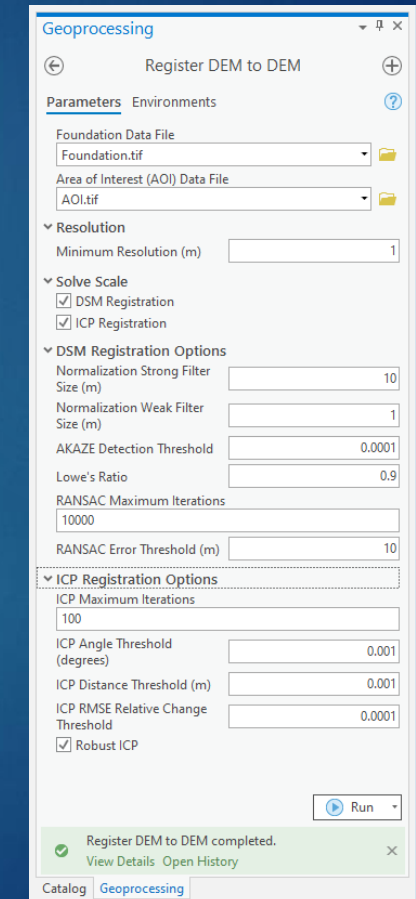 Geoprocessing
Register DEM to DEM
Parameters Environments
Foundation Data File
Foundation.tif
Area of Interest (AOI) Data File
AOI.tif
Resolution
Minimum Resolution (m) 1
Solve Scale
DSM Registration
ICP Registration
DSM Registration Options
Normalization Strong Filter
Size (m) 10
Normalization Weak Filter
Size (m) 1
AKAZE Detection Threshold 0.0001
Lowe's Ratio 0.9
RANSAC Maximum Iterations
10000
RANSAC Error Threshold (m) 10
ICP Registration Options
ICP Maximum Iterations
100
ICP Angle Threshold
(degrees) 0.001
ICP Distance Threshold (m) 0.001
ICP RMSE Relative Change
Threshold 0.0001
Robust ICP
Run
Register DEM to DEM completed.
View Details Open History
Catalog Geoprocessing